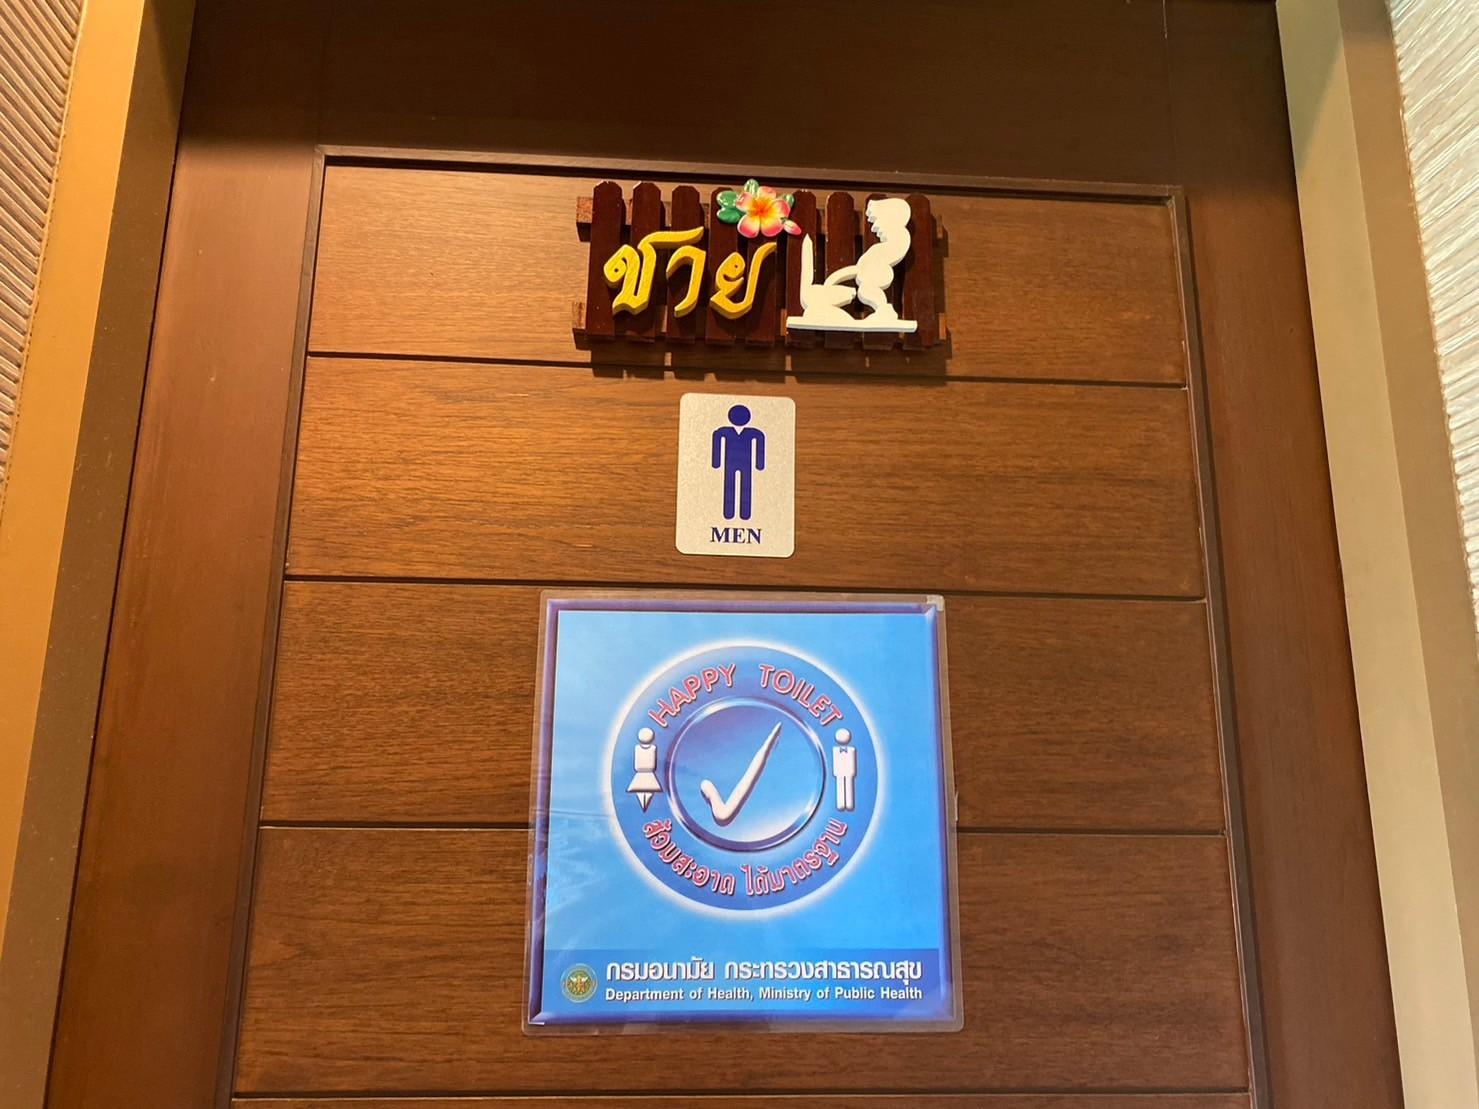 ชาย
MEN
HAPPY TOILET
ส้วมสะอาด ได้มาตรฐาน
กรมอนามัย กระทรวงสาธารณสุข
Department of Health, Ministry of Public Health